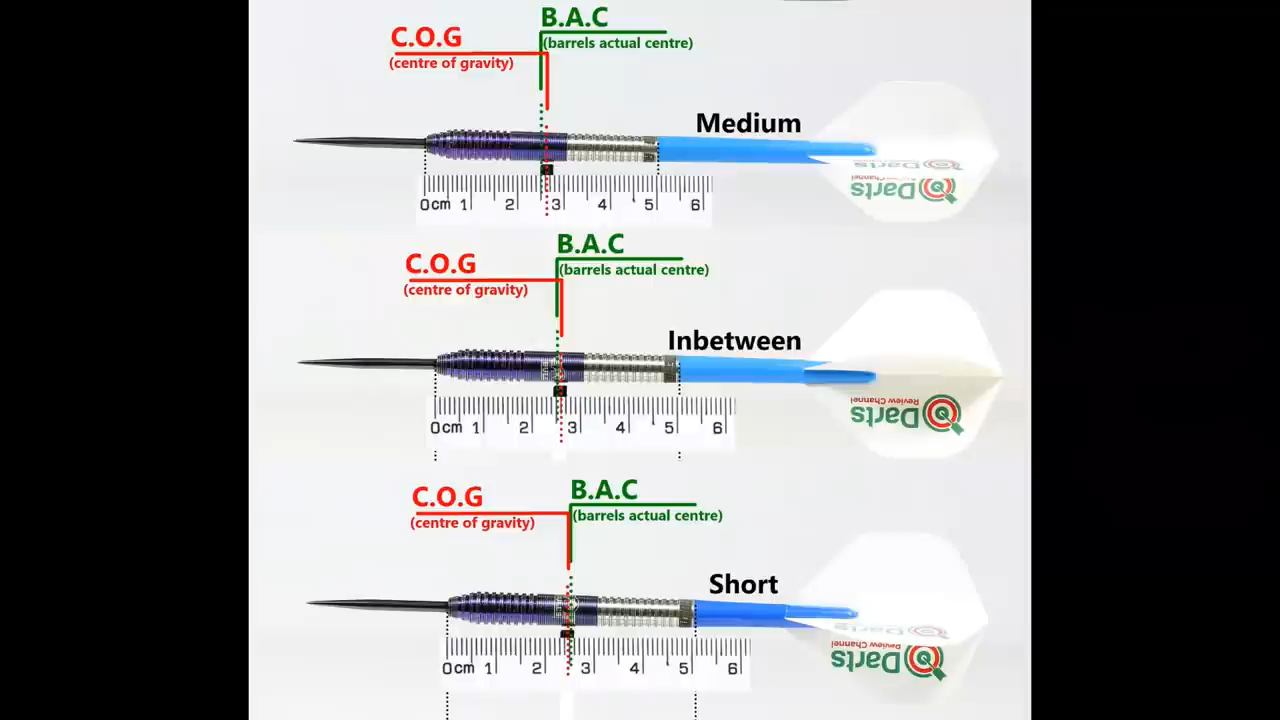 B.A.C
(barrels actual centre)
C.O.G
(centre of gravity)
Medium
Darts
0cm 1 2 3 4 5 6
B.A.C
(barrels actual centre)
C.O.G
(centre of gravity)
Inbetween
Review Channel
Darts
0cm 1 2 3 4 5 6
B.A.C
(barrels actual centre)
C.O.G
(centre of gravity)
Short
Review Channel
Darts
0cm 1 2 3 4 5 6